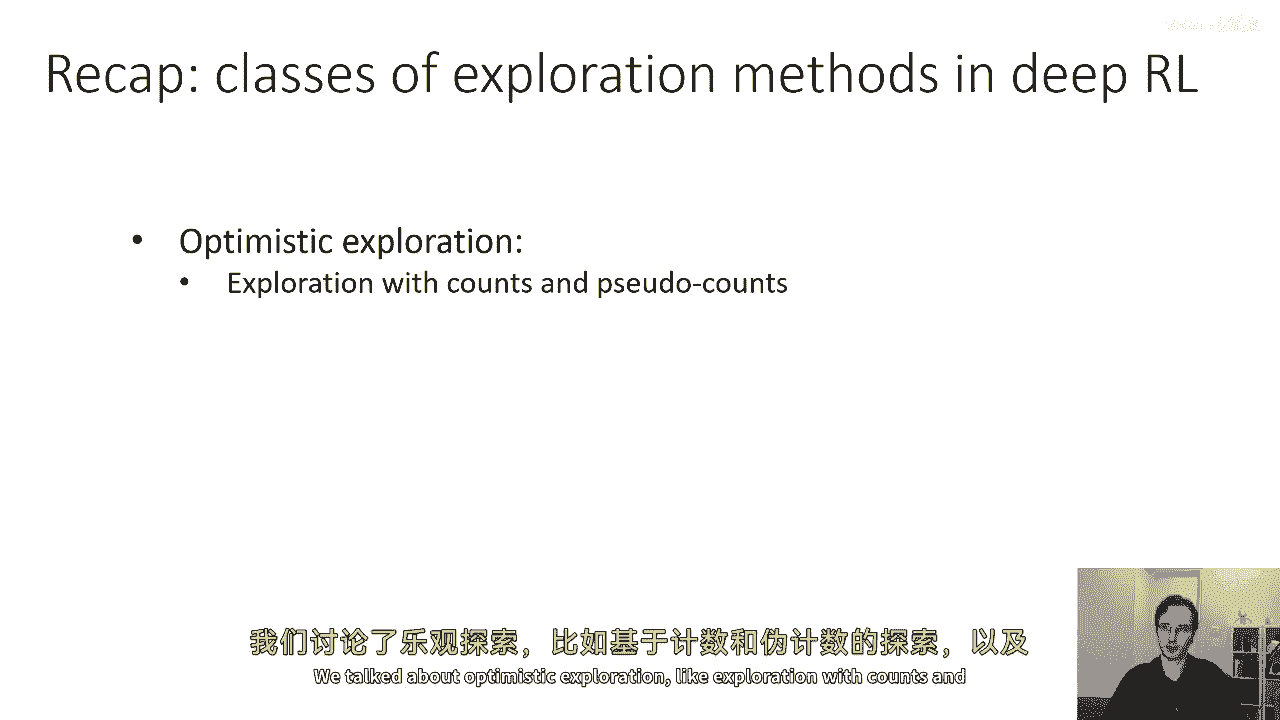 Recap: classes of exploration methods in deep RL
• Optimistic exploration:
• Exploration with counts and pseudo-counts
我们讨论了乐观探索，比如基于计数和伪计数的探索，以及
We talked about optimistic exploration, like exploration with counts and